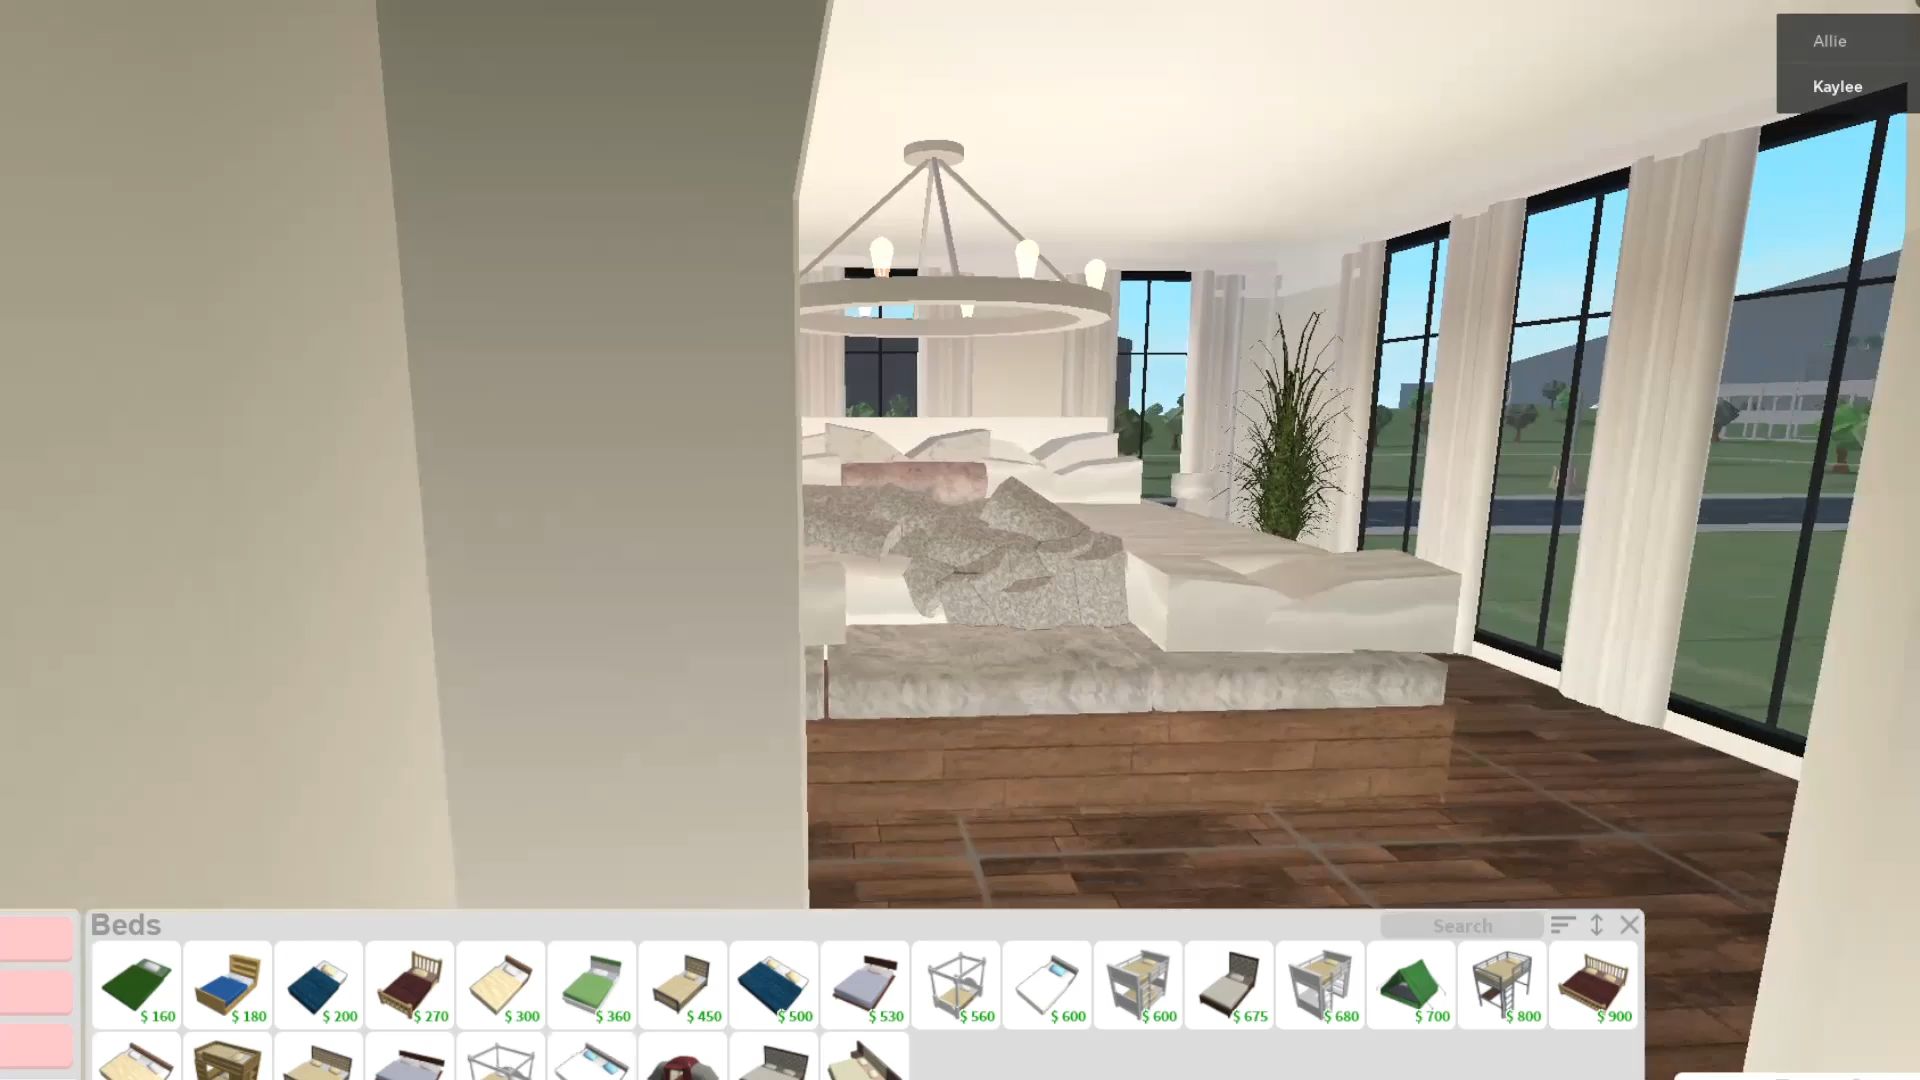 Allie
Kaylee
Beds
Search
$ 160 $ 180 $ 200 $ 270 $ 300 $ 360 $ 450 $ 500 $ 530 $ 560 $ 600 $ 600 $ 675 $ 680 $ 700 $ 800 $ 900